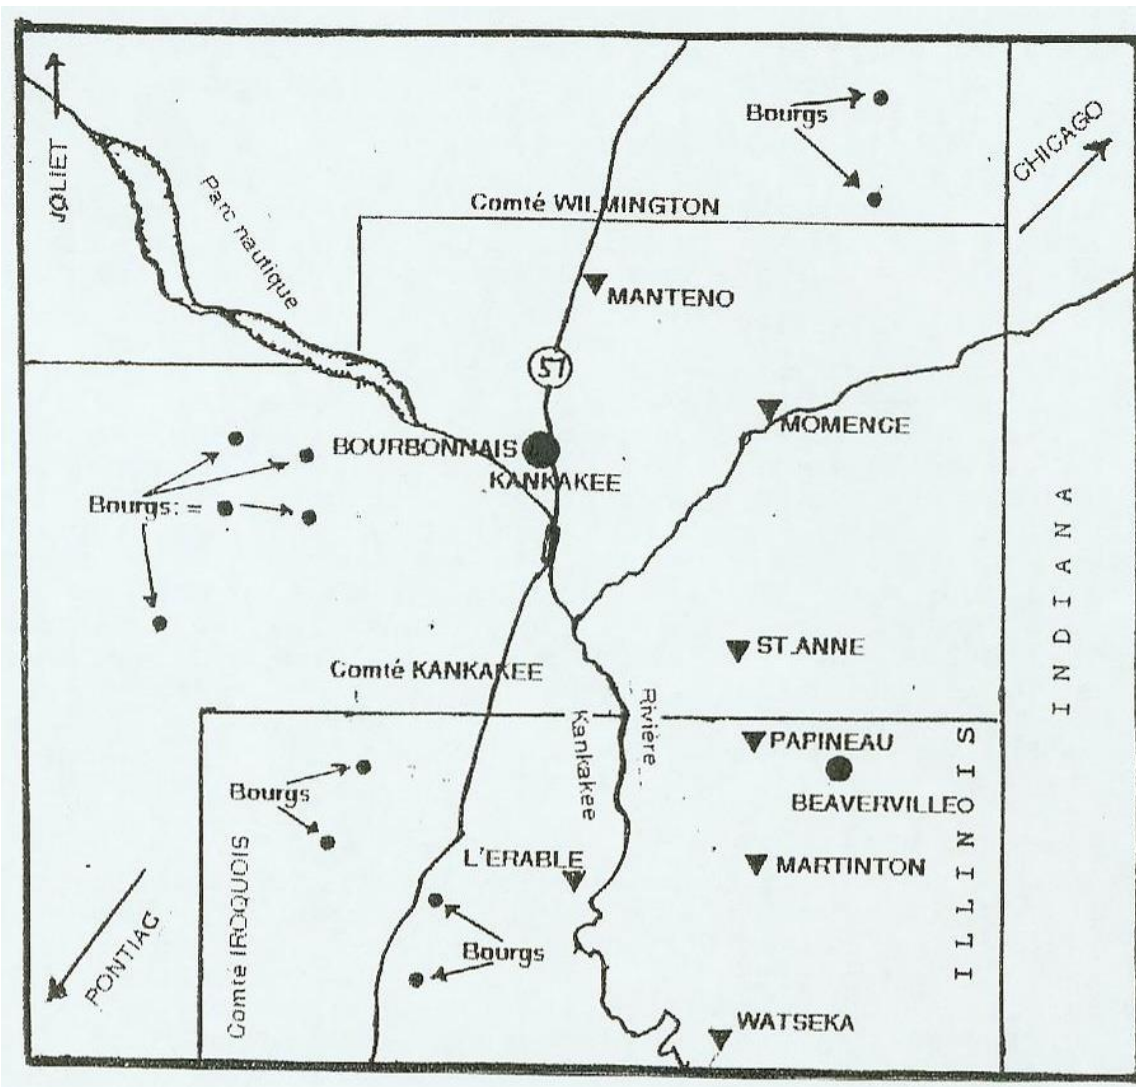 Bourgs
JOLIET
CHICAGO
Parc nautique
Comté WILMINGTON
MANTENO
57
MOMENCE
BOURBONNAIS
KANKAKEE
Bourgs: =
INDIANA
ST.ANNE
Comté KANKAKEE
Rivière
Kankakee
PAPINEAU
Bourgs
BEAVERVILLE
ILLINOIS
L'ERABLE
MARTINTON
Comté IROQUOIS
Bourgs
PONTIAC
WATSEKA